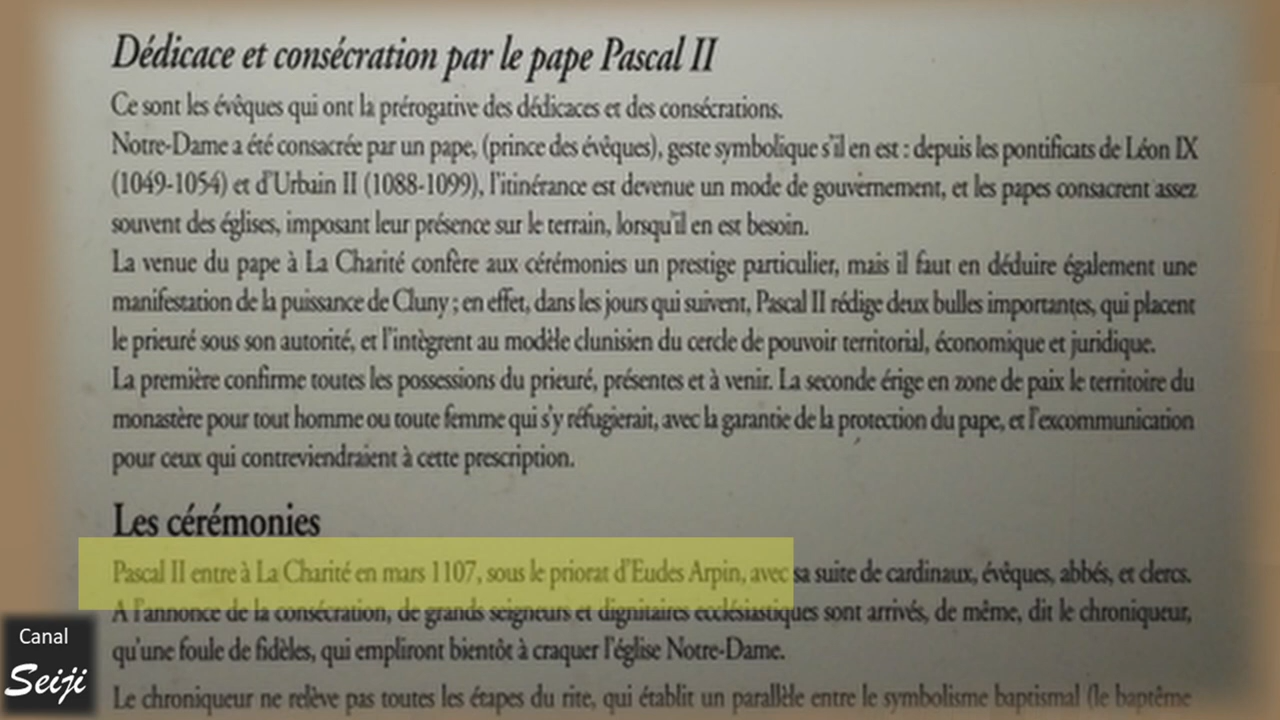 Dédicace et consécration par le pape Pascal II
Ce sont les évêques qui ont la prérogative des dédicaces et des consécrations.
Notre-Dame a été consacrée par un pape, (prince des évêques), geste symbolique s'il en est : depuis les pontificats de Léon IX
(1049-1054) et d'Urbain II (1088-1099), l'itinérance est devenue un mode de gouvernement, et les papes consacrent assez
souvent des églises, imposant leur présence sur le terrain, lorsqu'il en est besoin.
La venue du pape à La Charité confère aux cérémonies un prestige particulier, mais il faut en déduire également une
manifestation de la puissance de Cluny ; en effet, dans les jours qui suivent, Pascal II rédige deux bulles importantes, qui placent
le prieuré sous son autorité, et l'intègrent au modèle clunisien du cercle de pouvoir territorial, économique et juridique.
La première confirme toutes les possessions du prieuré, présentes et à venir. La seconde érige en zone de paix le territoire du
monastère pour tout homme ou toute femme qui s'y réfugierait, avec la garantie de la protection du pape, et l'excommunication
pour ceux qui contreviendraient à cette prescription.
Les cérémonies
Pascal II entre à La Charité en mars 1107, sous le priorat d'Eudes Arpin, avec sa suite de cardinaux, évêques, abbés, et clercs.
A l'annonce de la consécration, de grands seigneurs et dignitaires ecclésiastiques sont arrivés, de même, dit le chroniqueur,
qu'une foule de fidèles, qui empliront bientôt à craquer l'église Notre-Dame.
Le chroniqueur ne relève pas toutes les étapes du rite, qui établit un parallèle entre le symbolisme baptismal (le baptême
Canal
Seiji